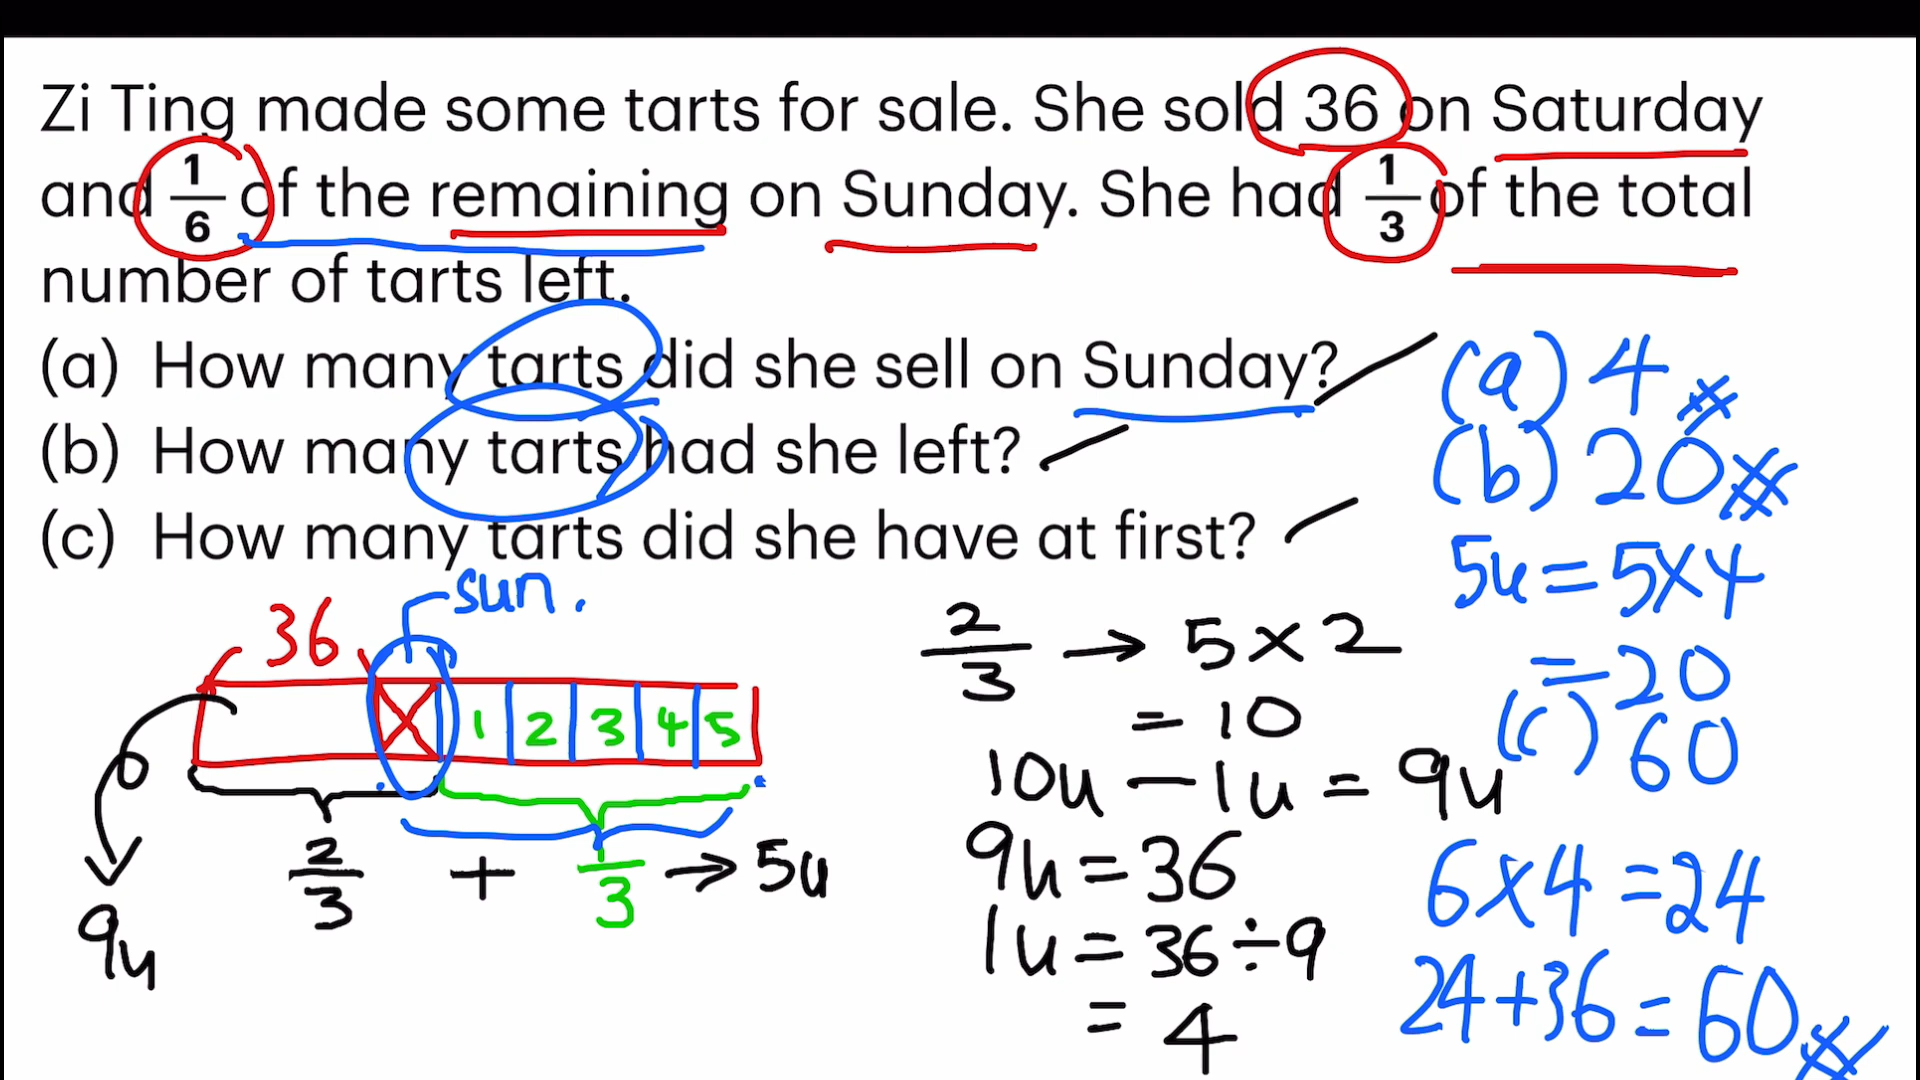 Zi Ting made some tarts for sale. She sold 36 on Saturday
and 1/6 of the remaining on Sunday. She had 1/3 of the total
number of tarts left.
(a) How many tarts did she sell on Sunday?
(b) How many tarts had she left?
(c) How many tarts did she have at first?
(a) 4
(b) 20
5u = 5×4
= 20
(c) 60
6×4 = 24
24+36 = 60
sun.
36
1 2 3 4 5
2/3 + 1/3 → 5u
9u
2/3 → 5×2
= 10
10u − 1u = 9u
9u = 36
1u = 36÷9
= 4